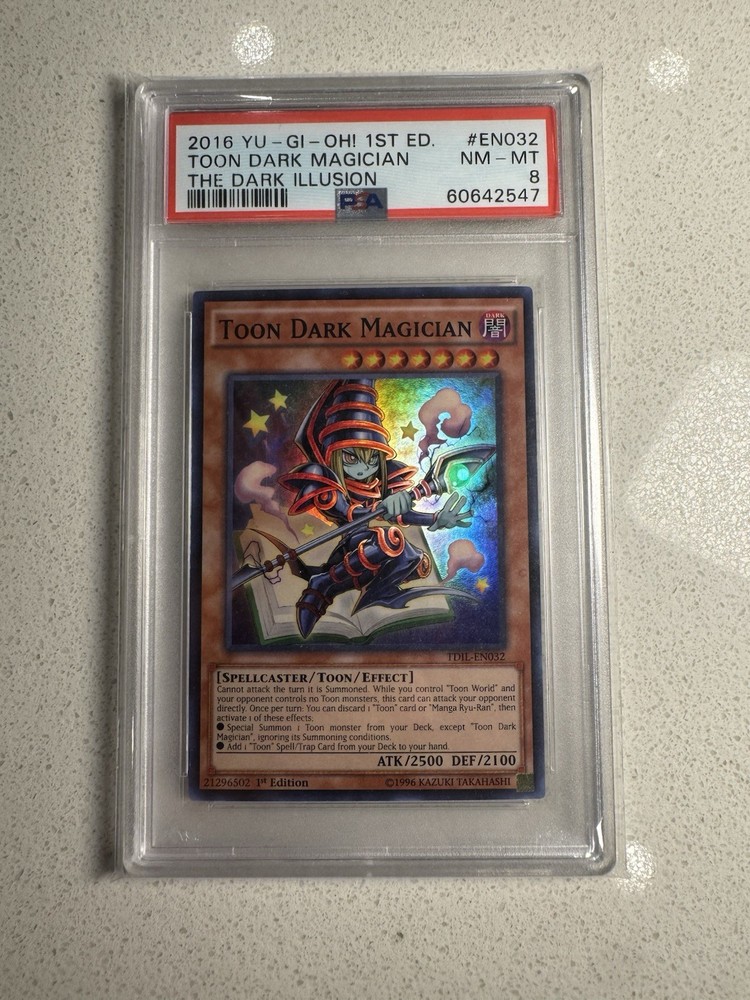 2016 YU-GI-OH! 1ST ED. #EN032
TOON DARK MAGICIAN NM-MT
THE DARK ILLUSION 8
PSA 60642547
TOON DARK MAGICIAN
DARK
闇
TDIL-EN032
[SPELLCASTER/TOON/EFFECT]
Cannot attack the turn it is Summoned. While you control "Toon World" and
your opponent controls no Toon monsters, this card can attack your opponent
directly. Once per turn: You can discard 1 "Toon" card or "Manga Ryu-Ran", then
activate 1 of these effects.
● Special Summon 1 Toon monster from your Deck, except "Toon Dark
Magician", ignoring its Summoning conditions.
● Add 1 "Toon" Spell/Trap Card from your Deck to your hand.
ATK/2500 DEF/2100
21296502 1st Edition ©1996 KAZUKI TAKAHASHI